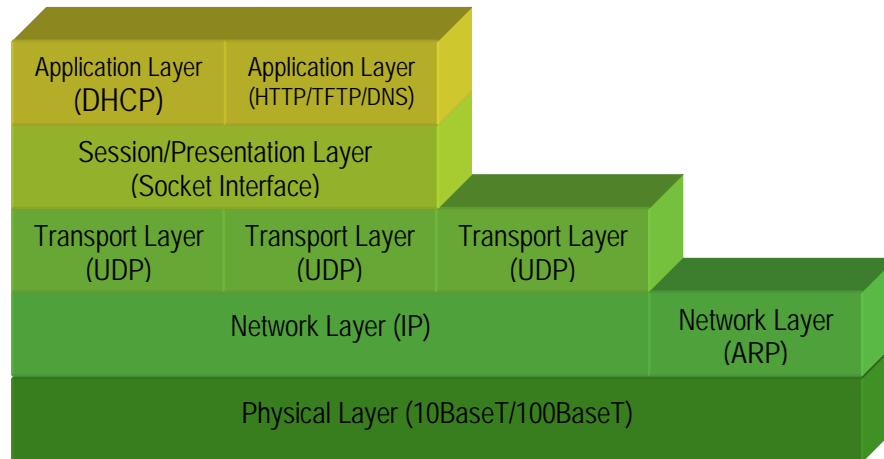 Application Layer
(DHCP)
Application Layer
(HTTP/TFTP/DNS)
Session/Presentation Layer
(Socket Interface)
Transport Layer
(UDP)
Transport Layer
(UDP)
Transport Layer
(UDP)
Network Layer (IP)
Network Layer
(ARP)
Physical Layer (10BaseT/100BaseT)